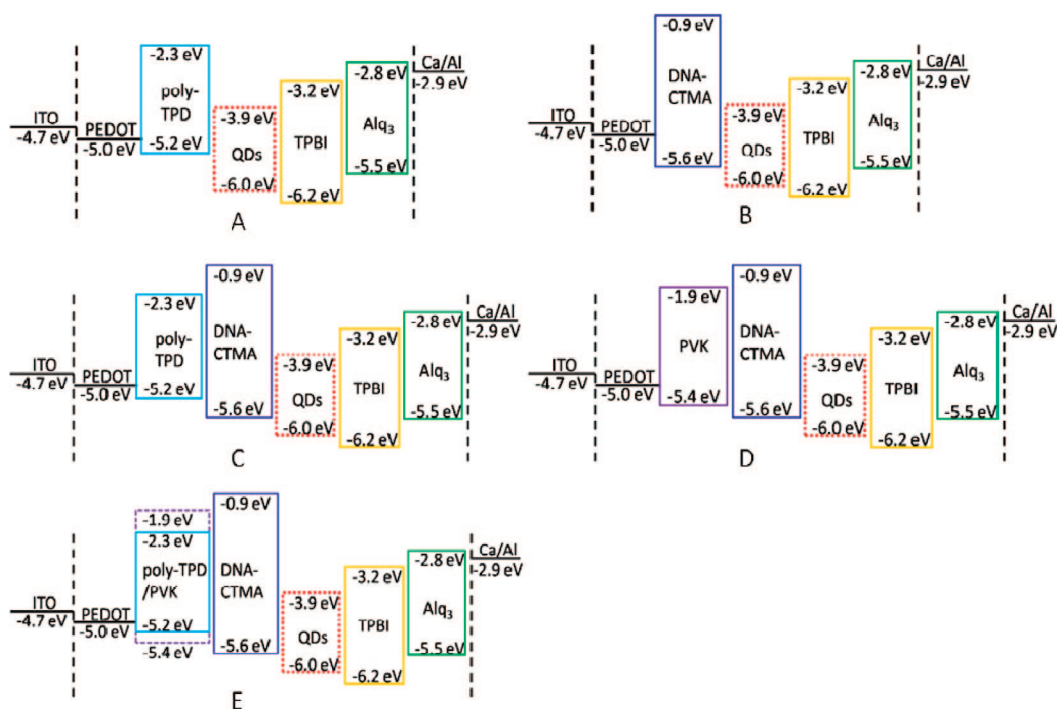 ITO
-4.7 eV
PEDOT
-5.0 eV
-2.3 eV
poly-
TPD
-5.2 eV
-3.9 eV
QDs
-6.0 eV
-3.2 eV
TPBI
-6.2 eV
-2.8 eV
Alq3
-5.5 eV
Ca/Al
-2.9 eV
A
ITO
-4.7 eV
PEDOT
-5.0 eV
-0.9 eV
DNA-
CTMA
-5.6 eV
-3.9 eV
QDs
-6.0 eV
-3.2 eV
TPBI
-6.2 eV
-2.8 eV
Alq3
-5.5 eV
Ca/Al
-2.9 eV
B
ITO
-4.7 eV
PEDOT
-5.0 eV
-2.3 eV
poly-
TPD
-5.2 eV
-0.9 eV
DNA-
CTMA
-5.6 eV
-3.9 eV
QDs
-6.0 eV
-3.2 eV
TPBI
-6.2 eV
-2.8 eV
Alq3
-5.5 eV
Ca/Al
-2.9 eV
C
ITO
-4.7 eV
PEDOT
-5.0 eV
-1.9 eV
PVK
-5.4 eV
-0.9 eV
DNA-
CTMA
-5.6 eV
-3.9 eV
QDs
-6.0 eV
-3.2 eV
TPBI
-6.2 eV
-2.8 eV
Alq3
-5.5 eV
Ca/Al
-2.9 eV
D
ITO
-4.7 eV
PEDOT
-5.0 eV
-1.9 eV
-2.3 eV
poly-TPD
/PVK
-5.2 eV
-5.4 eV
-0.9 eV
DNA-
CTMA
-5.6 eV
-3.9 eV
QDs
-6.0 eV
-3.2 eV
TPBI
-6.2 eV
-2.8 eV
Alq3
-5.5 eV
Ca/Al
-2.9 eV
E